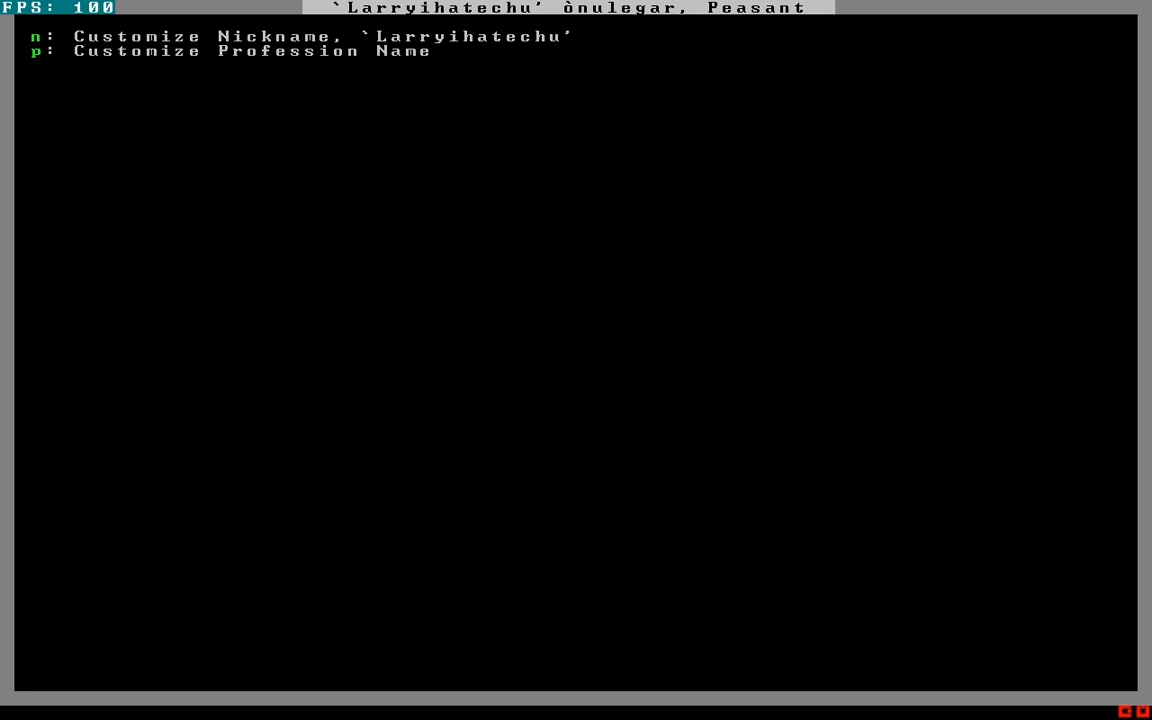 FPS: 100
`Larryihatechu' ònulegar, Peasant
n: Customize Nickname, `Larryihatechu'
p: Customize Profession Name